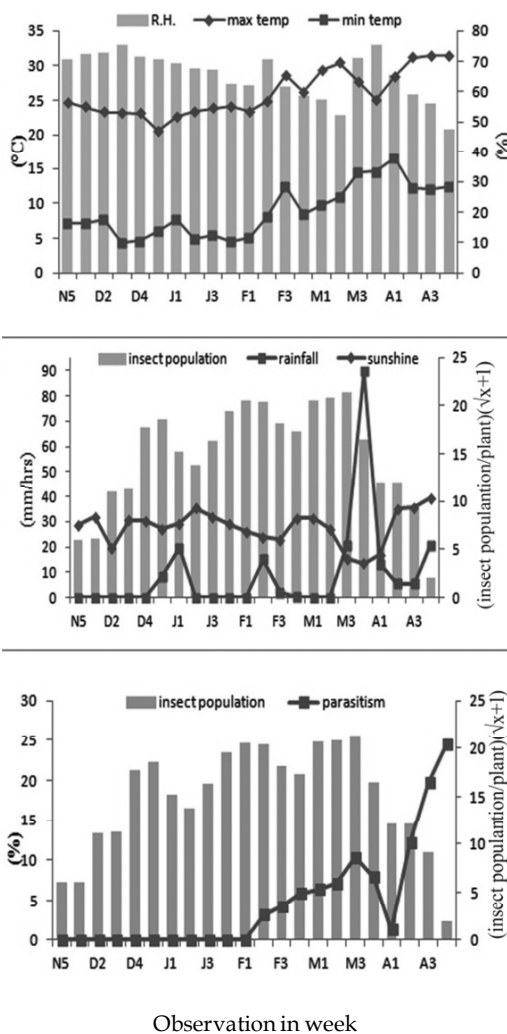 R.H. max temp min temp
35 80
30 70
25 60
20 50
15 40
10 30
5 20
0 10
0
(°C)
(%)
N5 D2 D4 J1 J3 F1 F3 M1 M3 A1 A3
insect population rainfall sunshine
90 25
80 20
70 15
60 10
50 5
40 0
30
20
10
0
(mm/hrs)
(insect popultantion/plant)(√x+1)
N5 D2 D4 J1 J3 F1 F3 M1 M3 A1 A3
insect population parasitism
30 25
25 20
20 15
15 10
10 5
5 0
0
(%)
(insect popultantion/plant)(√x+1)
N5 D2 D4 J1 J3 F1 F3 M1 M3 A1 A3
Observation in week